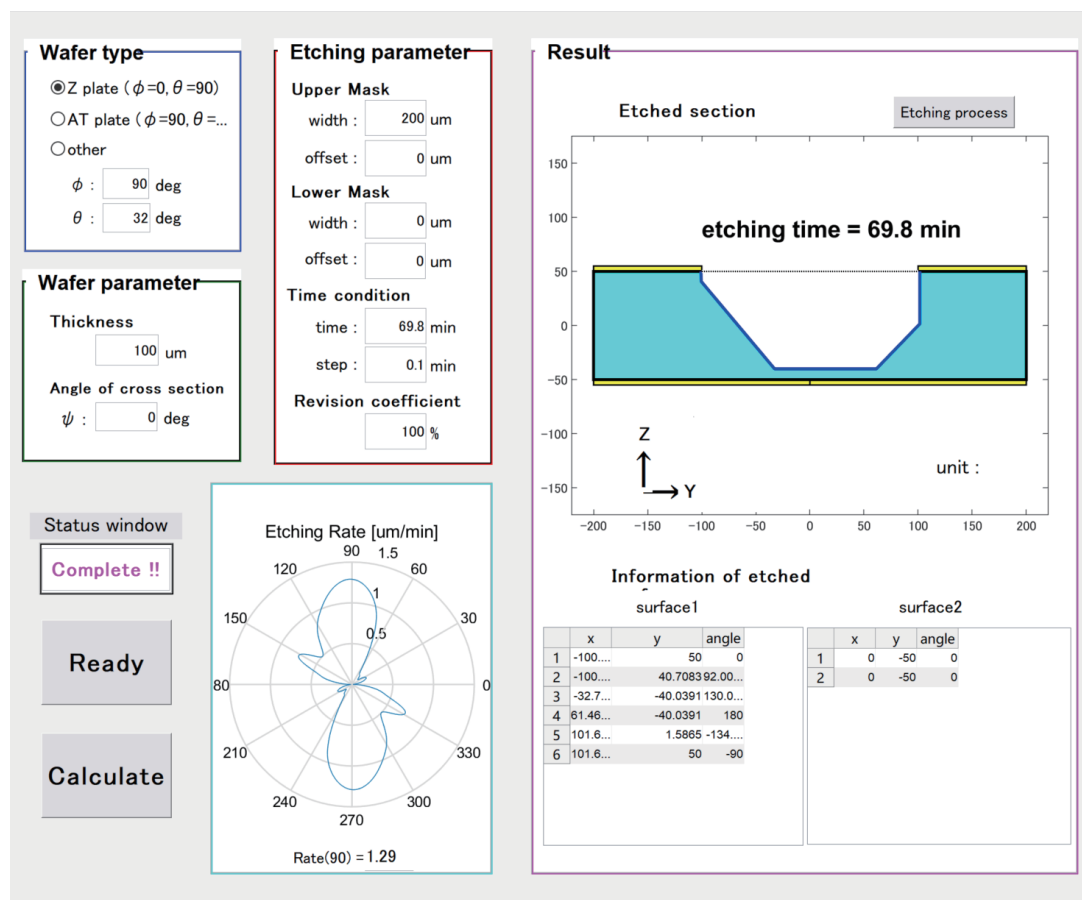 Wafer type
Z plate (ϕ=0, θ=90)
AT plate (ϕ=90, θ=...
other
ϕ : 90 deg
θ : 32 deg
Wafer parameter
Thickness
100 um
Angle of cross section
ψ : 0 deg
Etching parameter
Upper Mask
width : 200 um
offset : 0 um
Lower Mask
width : 0 um
offset : 0 um
Time condition
time : 69.8 min
step : 0.1 min
Revision coefficient
100 %
Status window
Complete !!
Ready
Calculate
Etching Rate [um/min]
90 1.5
120 60
1
150 30
0.5
80 0
210 330
240 300
270
Rate(90) = 1.29
Result
Etched section
Etching process
150
100
etching time = 69.8 min
50
0
-50
-100
Z
Y
unit :
-150
-200 -150 -100 -50 0 50 100 150 200
Information of etched
surface1
x y angle
1 -100.... 50 0
2 -100.... 40.7083 92.00...
3 -32.7... -40.0391 130.0...
4 61.46... -40.0391 180
5 101.6... 1.5865 -134....
6 101.6... 50 -90
surface2
x y angle
1 0 -50 0
2 0 -50 0